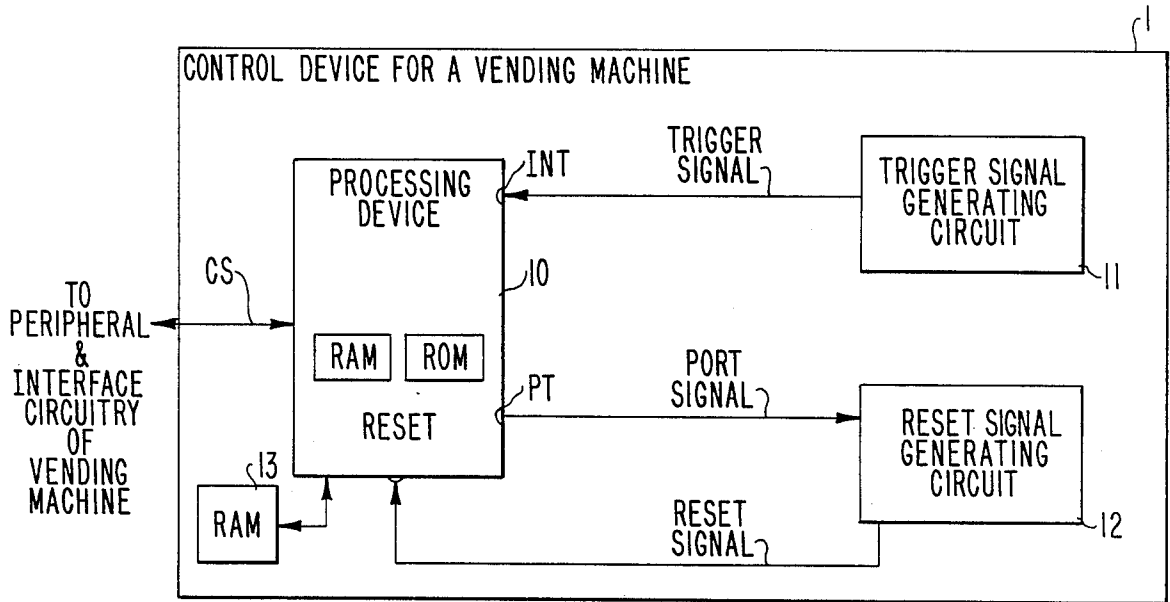 1
CONTROL DEVICE FOR A VENDING MACHINE
TRIGGER
SIGNAL
INT
PROCESSING
DEVICE
TRIGGER SIGNAL
GENERATING
CIRCUIT
11
10
CS
TO
PERIPHERAL
&
INTERFACE
CIRCUITRY
OF
VENDING
MACHINE
RAM
ROM
PT
RESET
PORT
SIGNAL
RESET SIGNAL
GENERATING
CIRCUIT
12
13
RAM
RESET
SIGNAL